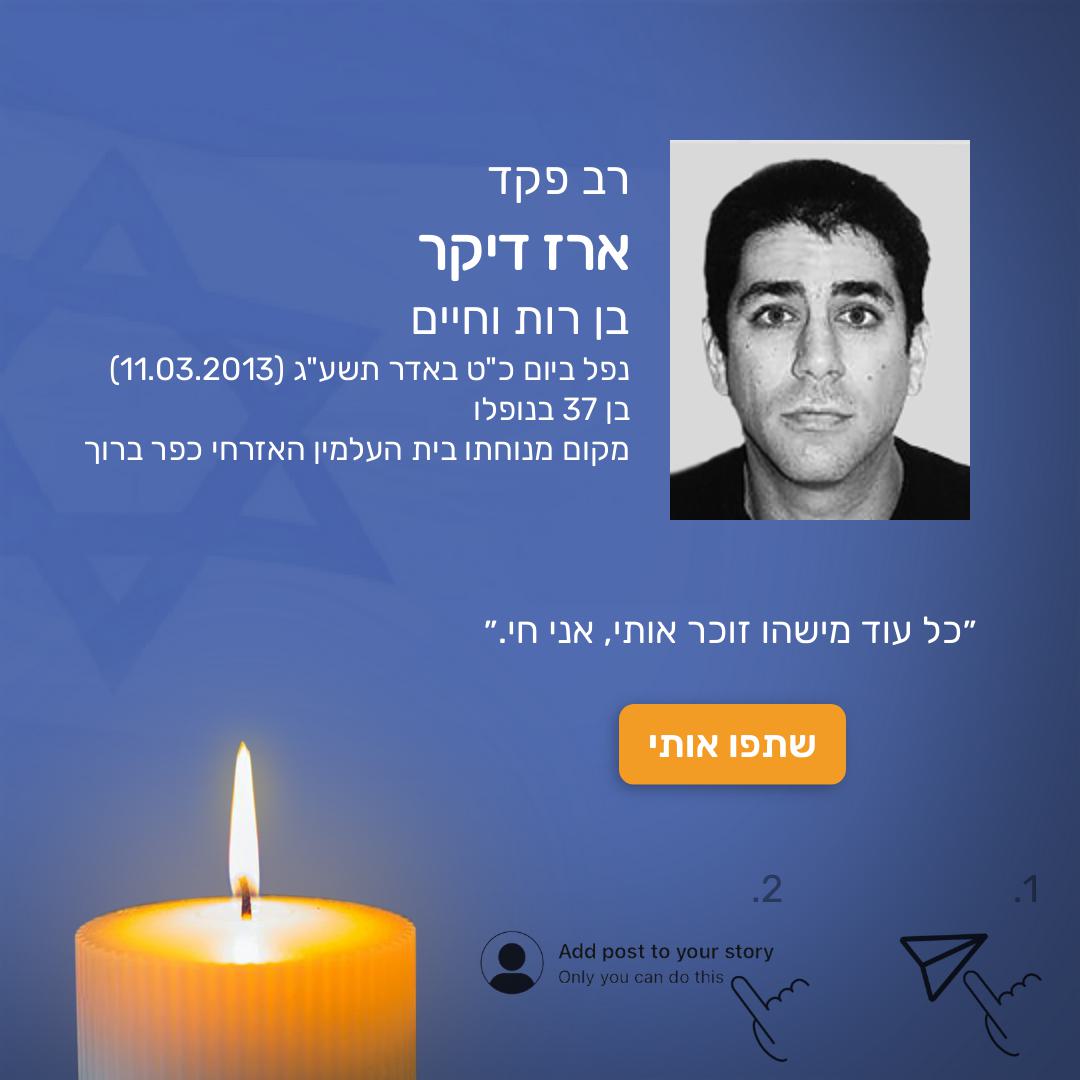 רב פקד
ארז דיקר
בן רות וחיים
נפל ביום כ"ט באדר תשע"ג (11.03.2013)
בן 37 בנופלו
מקום מנוחתו בית העלמין האזרחי כפר ברוך
״כל עוד מישהו זוכר אותי, אני חי.״
שתפו אותי
1.
2.
Add post to your story
Only you can do this